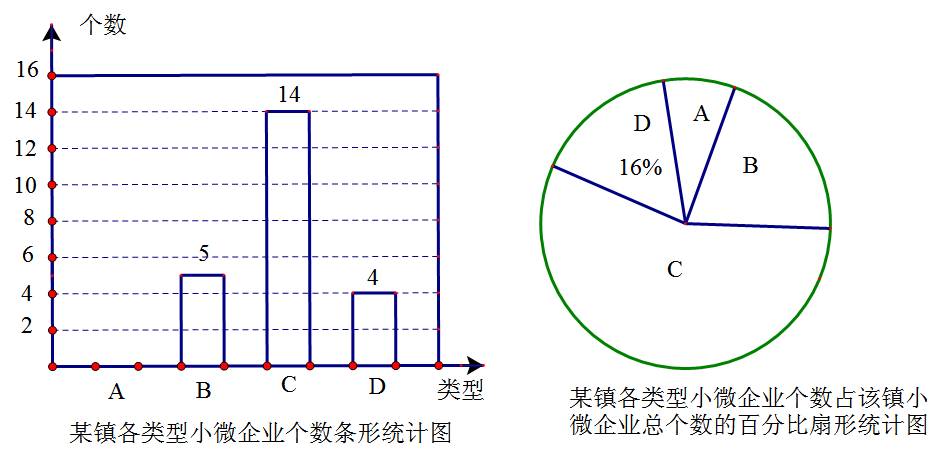 个数
16
14
14
12
10
8
6
5
4
4
2
A
B
C
D
类型
某镇各类型小微企业个数条形统计图
D
A
16%
B
C
某镇各类型小微企业个数占该镇小
微企业总个数的百分比扇形统计图